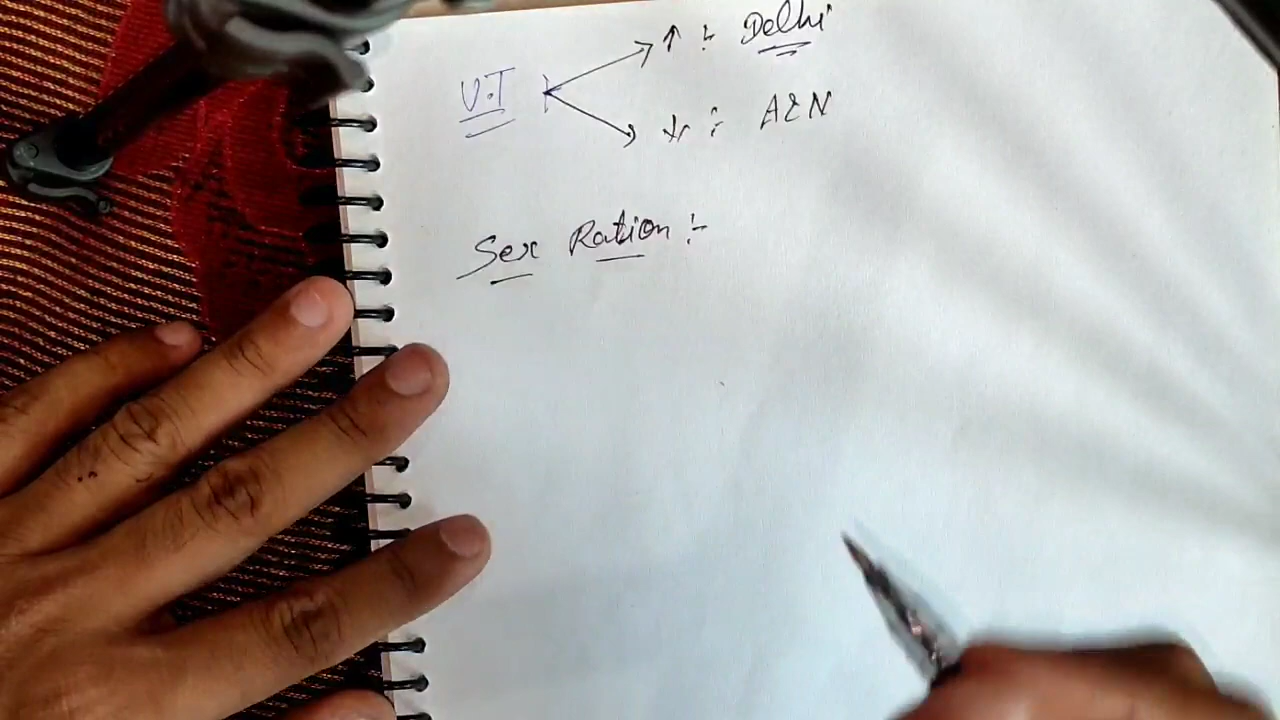 ↑ :- Delhi
U.T
↓ :- A&N
Sex Ration :-